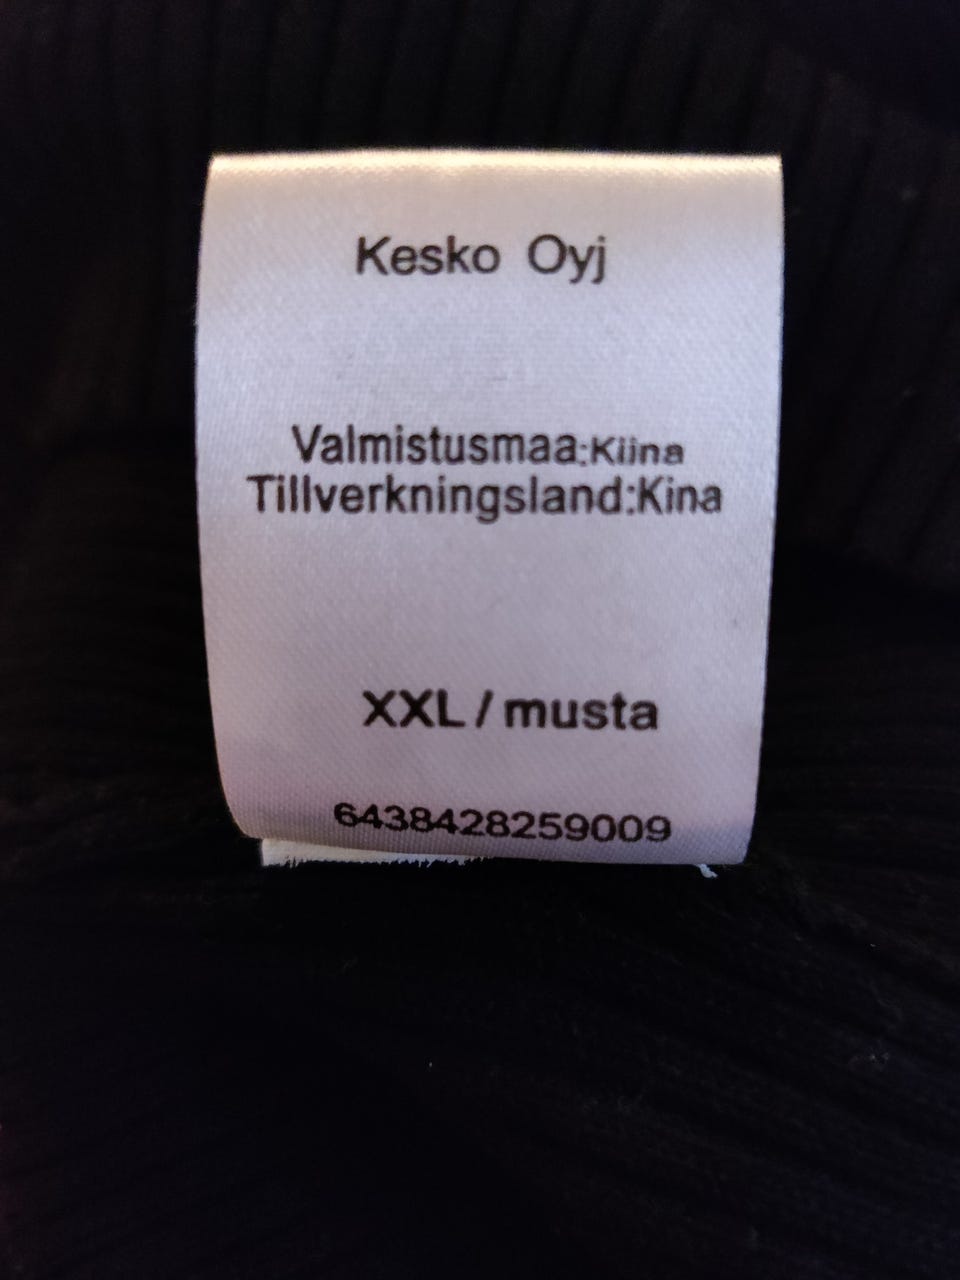 Kesko Oyj
Valmistusmaa:Kiina
Tillverkningsland:Kina
XXL / musta
6438428259009